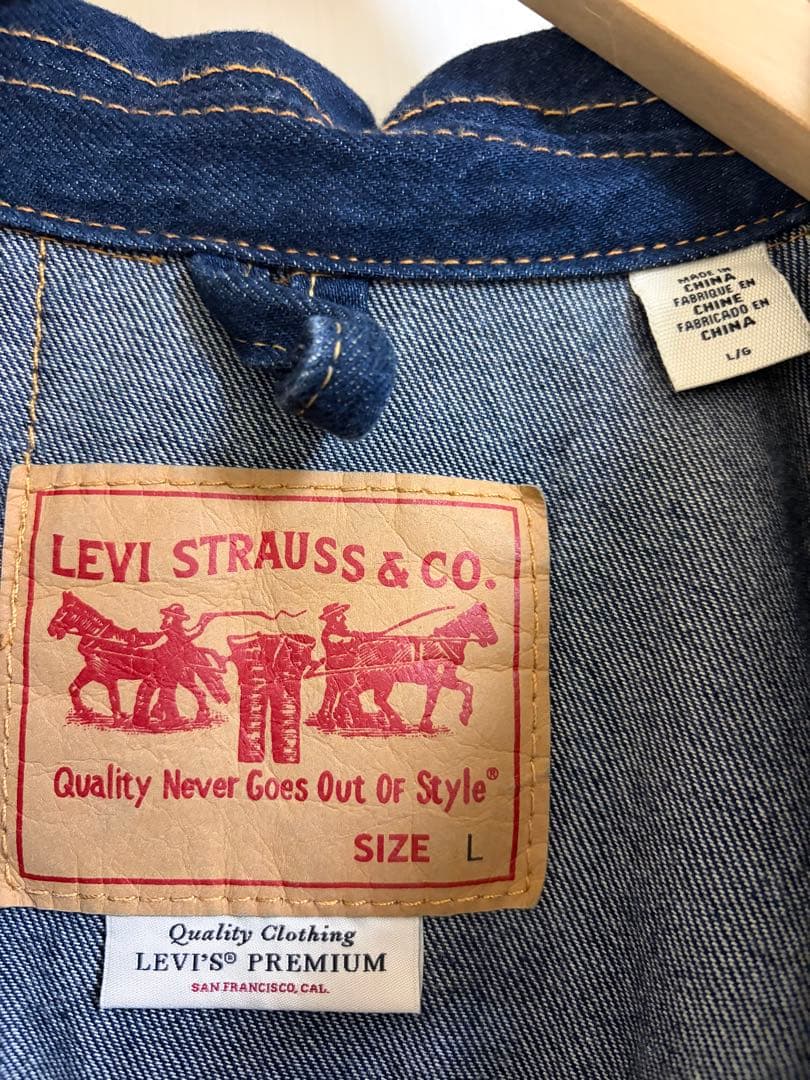 MADE IN
CHINA
FABRIQUE EN
CHINE
FABRICADO EN
CHINA
L/G
LEVI STRAUSS & CO.
Quality Never Goes Out Of Style®
SIZE L
Quality Clothing
LEVI'S® PREMIUM
SAN FRANCISCO, CAL.